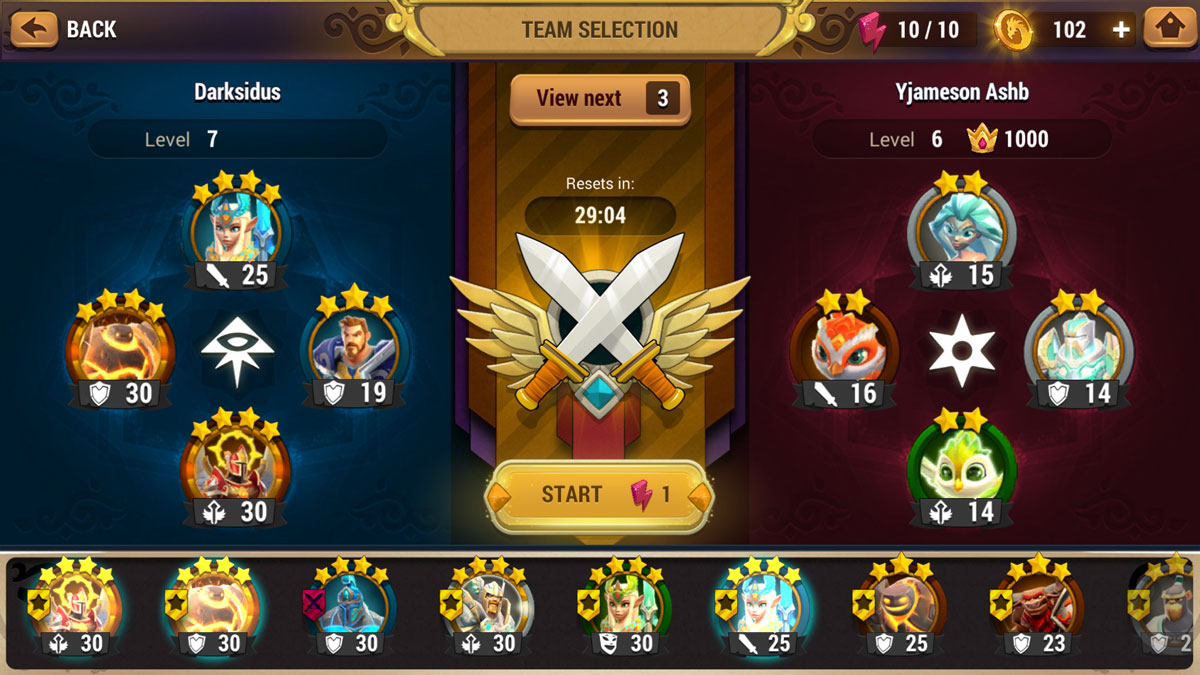 BACK
TEAM SELECTION
10 / 10
102 +
Darksidus
Level 7
View next 3
Yjameson Ashb
Level 6 1000
Resets in:
29:04
25
30
19
30
15
16
14
14
START 1
30
30
30
30
30
25
25
23